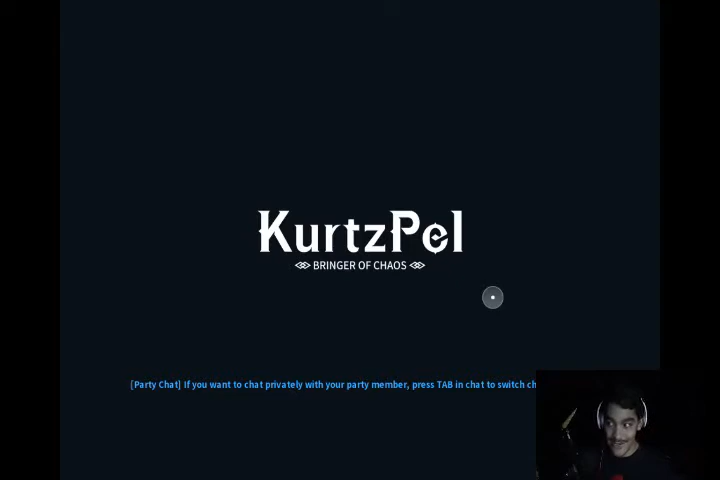 KurtzPel
BRINGER OF CHAOS
[Party Chat] If you want to chat privately with your party member, press TAB in chat to switch ch